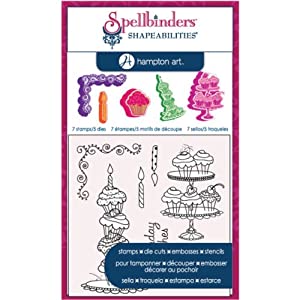 Spellbinders®
SHAPEABILITIES®
hampton art®
7 stamps/5 dies
7 étampes/5 motifs de découpe
7 sellos/5 troqueles
stamps • die cuts • embosses • stencils
pour tamponner • découper • embosser
décorer au pochoir
sella • troquela • estampa • estarce